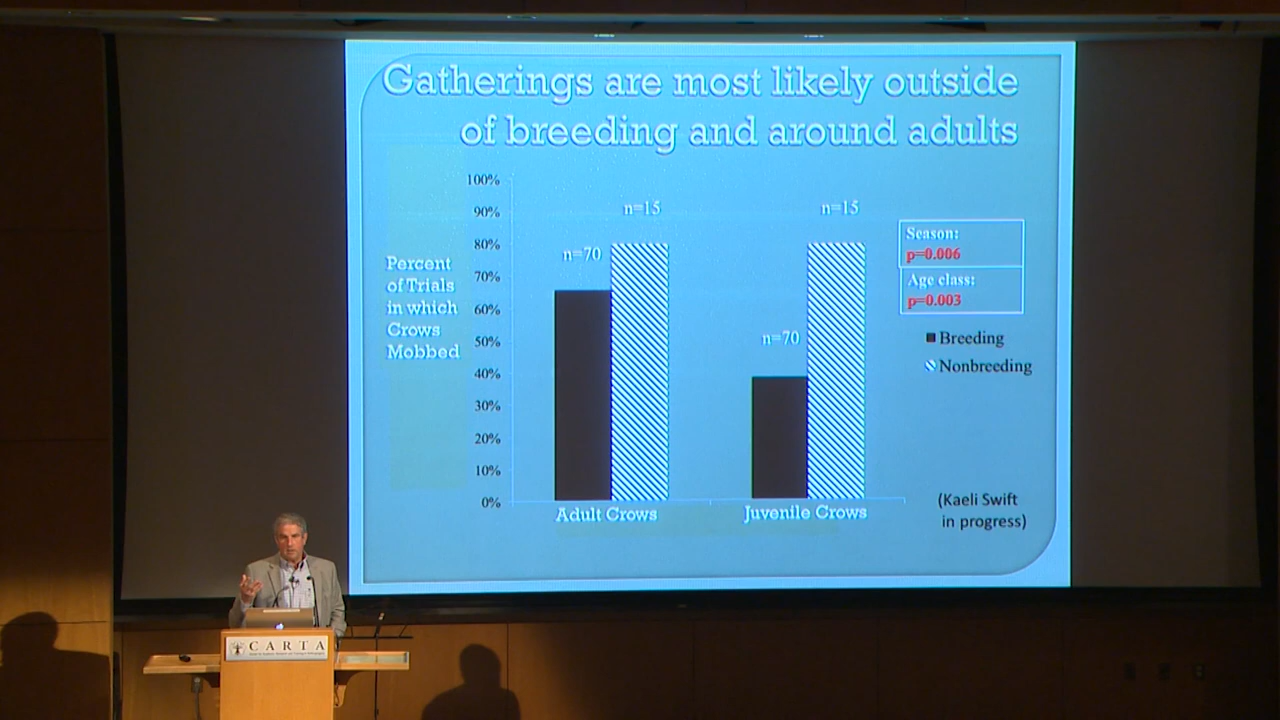 Gatherings are most likely outside
of breeding and around adults
100%
90%
80%
70%
60%
50%
40%
30%
20%
10%
0%
Percent
of Trials
in which
Crows
Mobbed
n=70
n=15
n=70
n=15
Adult Crows
Juvenile Crows
Season:
p=0.006
Age class:
p=0.003
Breeding
Nonbreeding
(Kaeli Swift
in progress)
CARTA